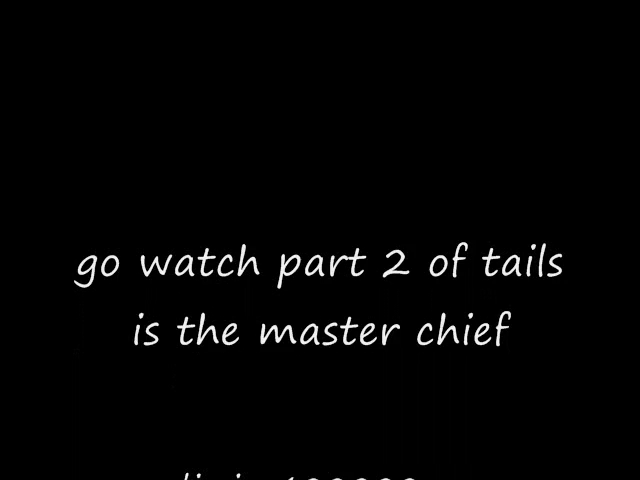 go watch part 2 of tails
is the master chief